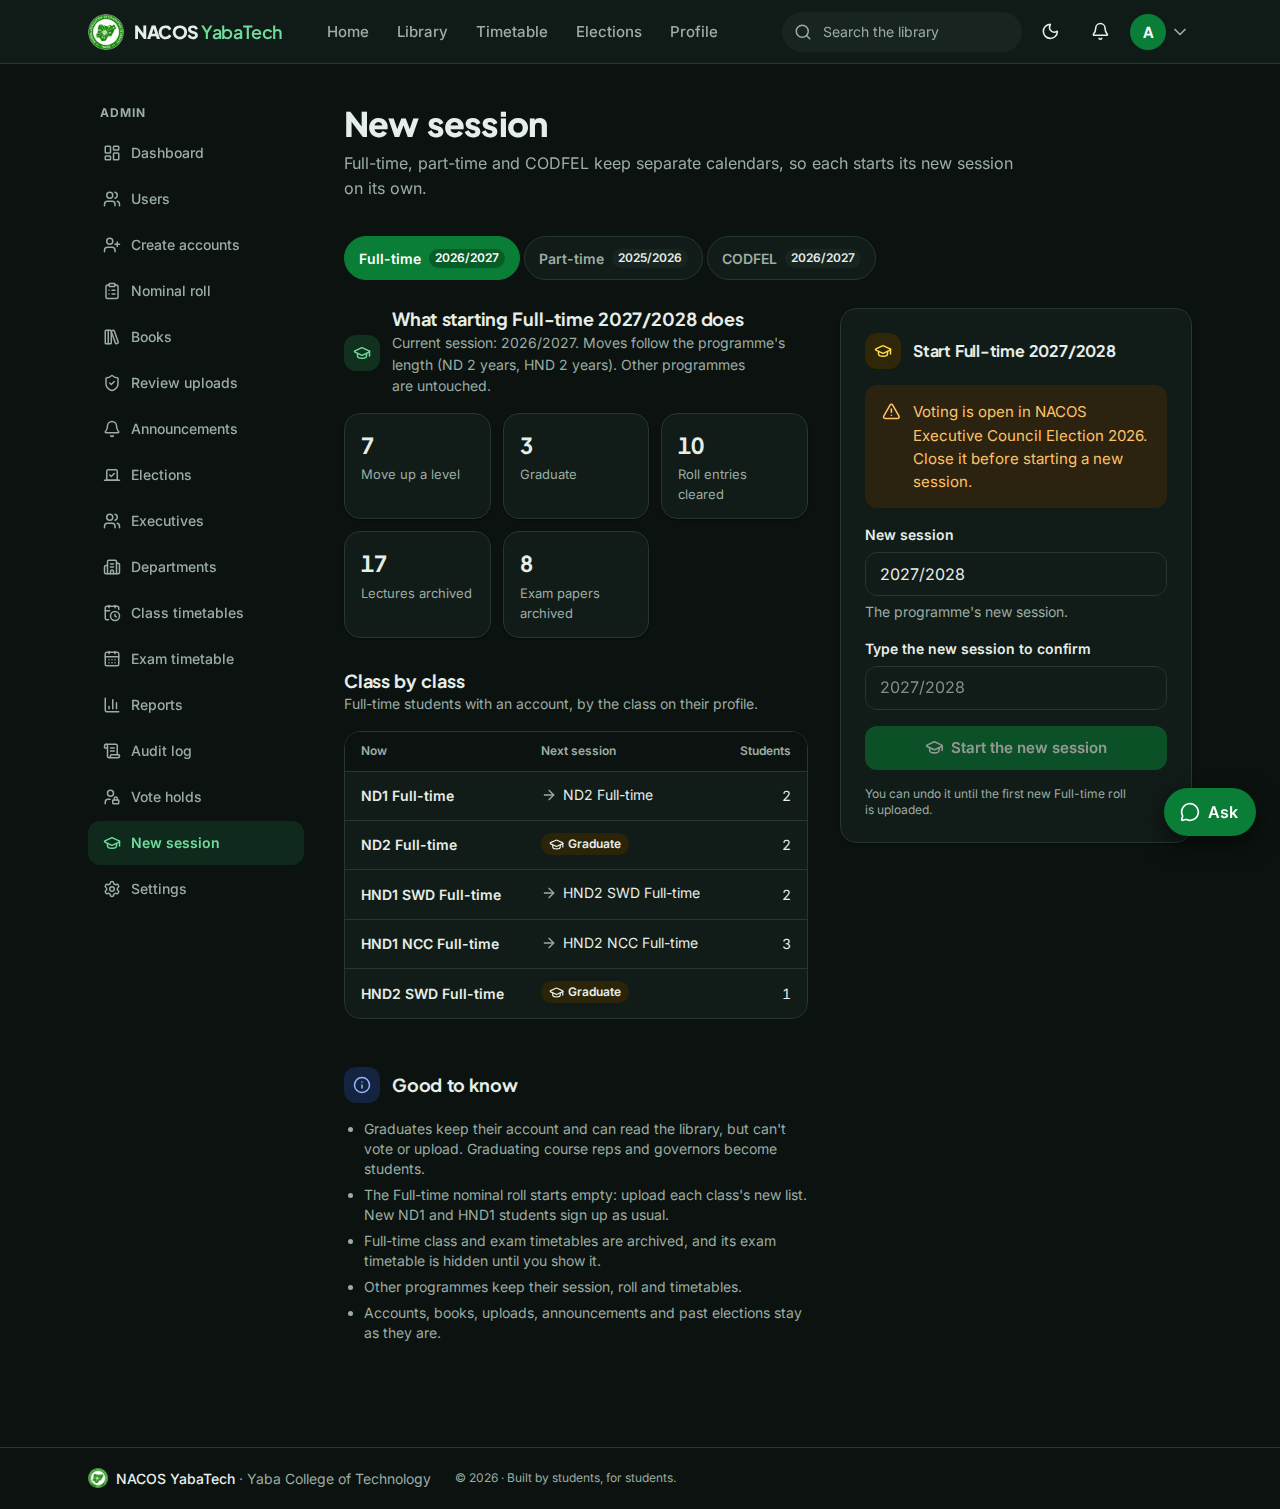 NACOS YabaTech
Home
Library
Timetable
Elections
Profile
Search the library
A
ADMIN
Dashboard
Users
Create accounts
Nominal roll
Books
Review uploads
Announcements
Elections
Executives
Departments
Class timetables
Exam timetable
Reports
Audit log
Vote holds
New session
Settings
New session
Full-time, part-time and CODFEL keep separate calendars, so each starts its new session
on its own.
Full-time 2026/2027
Part-time 2025/2026
CODFEL 2026/2027
What starting Full-time 2027/2028 does
Current session: 2026/2027. Moves follow the programme's
length (ND 2 years, HND 2 years). Other programmes
are untouched.
7
Move up a level
3
Graduate
10
Roll entries
cleared
17
Lectures archived
8
Exam papers
archived
Class by class
Full-time students with an account, by the class on their profile.
Now Next session Students
ND1 Full-time → ND2 Full-time 2
ND2 Full-time Graduate 2
HND1 SWD Full-time → HND2 SWD Full-time 2
HND1 NCC Full-time → HND2 NCC Full-time 3
HND2 SWD Full-time Graduate 1
Good to know
• Graduates keep their account and can read the library, but can't
vote or upload. Graduating course reps and governors become
students.
• The Full-time nominal roll starts empty: upload each class's new list.
New ND1 and HND1 students sign up as usual.
• Full-time class and exam timetables are archived, and its exam
timetable is hidden until you show it.
• Other programmes keep their session, roll and timetables.
• Accounts, books, uploads, announcements and past elections stay
as they are.
Start Full-time 2027/2028
Voting is open in NACOS
Executive Council Election 2026.
Close it before starting a new
session.
New session
2027/2028
The programme's new session.
Type the new session to confirm
2027/2028
Start the new session
You can undo it until the first new Full-time roll
is uploaded.
Ask
NACOS YabaTech · Yaba College of Technology
© 2026 · Built by students, for students.